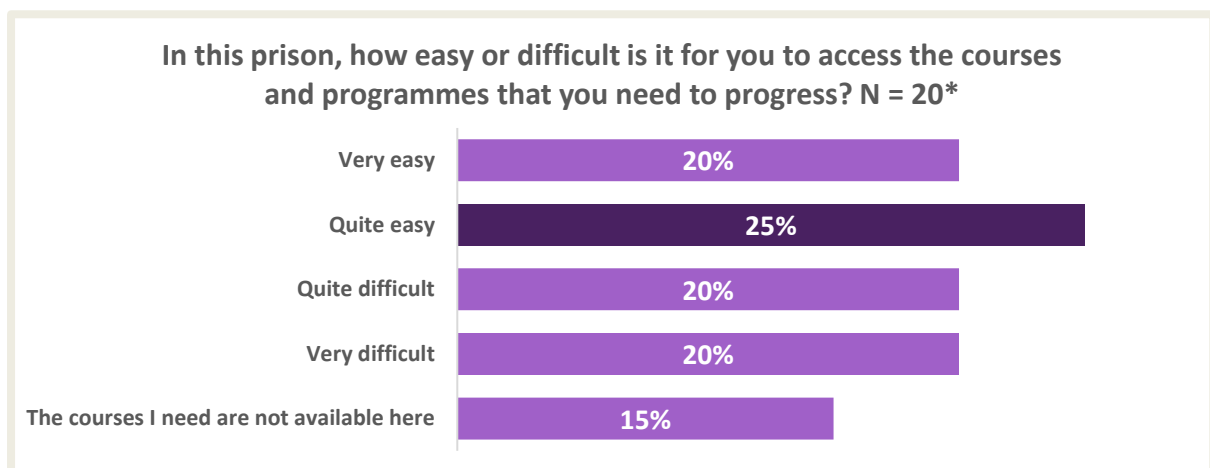 In this prison, how easy or difficult is it for you to access the courses
and programmes that you need to progress? N = 20*
Very easy
20%
Quite easy
25%
Quite difficult
20%
Very difficult
20%
The courses I need are not available here
15%